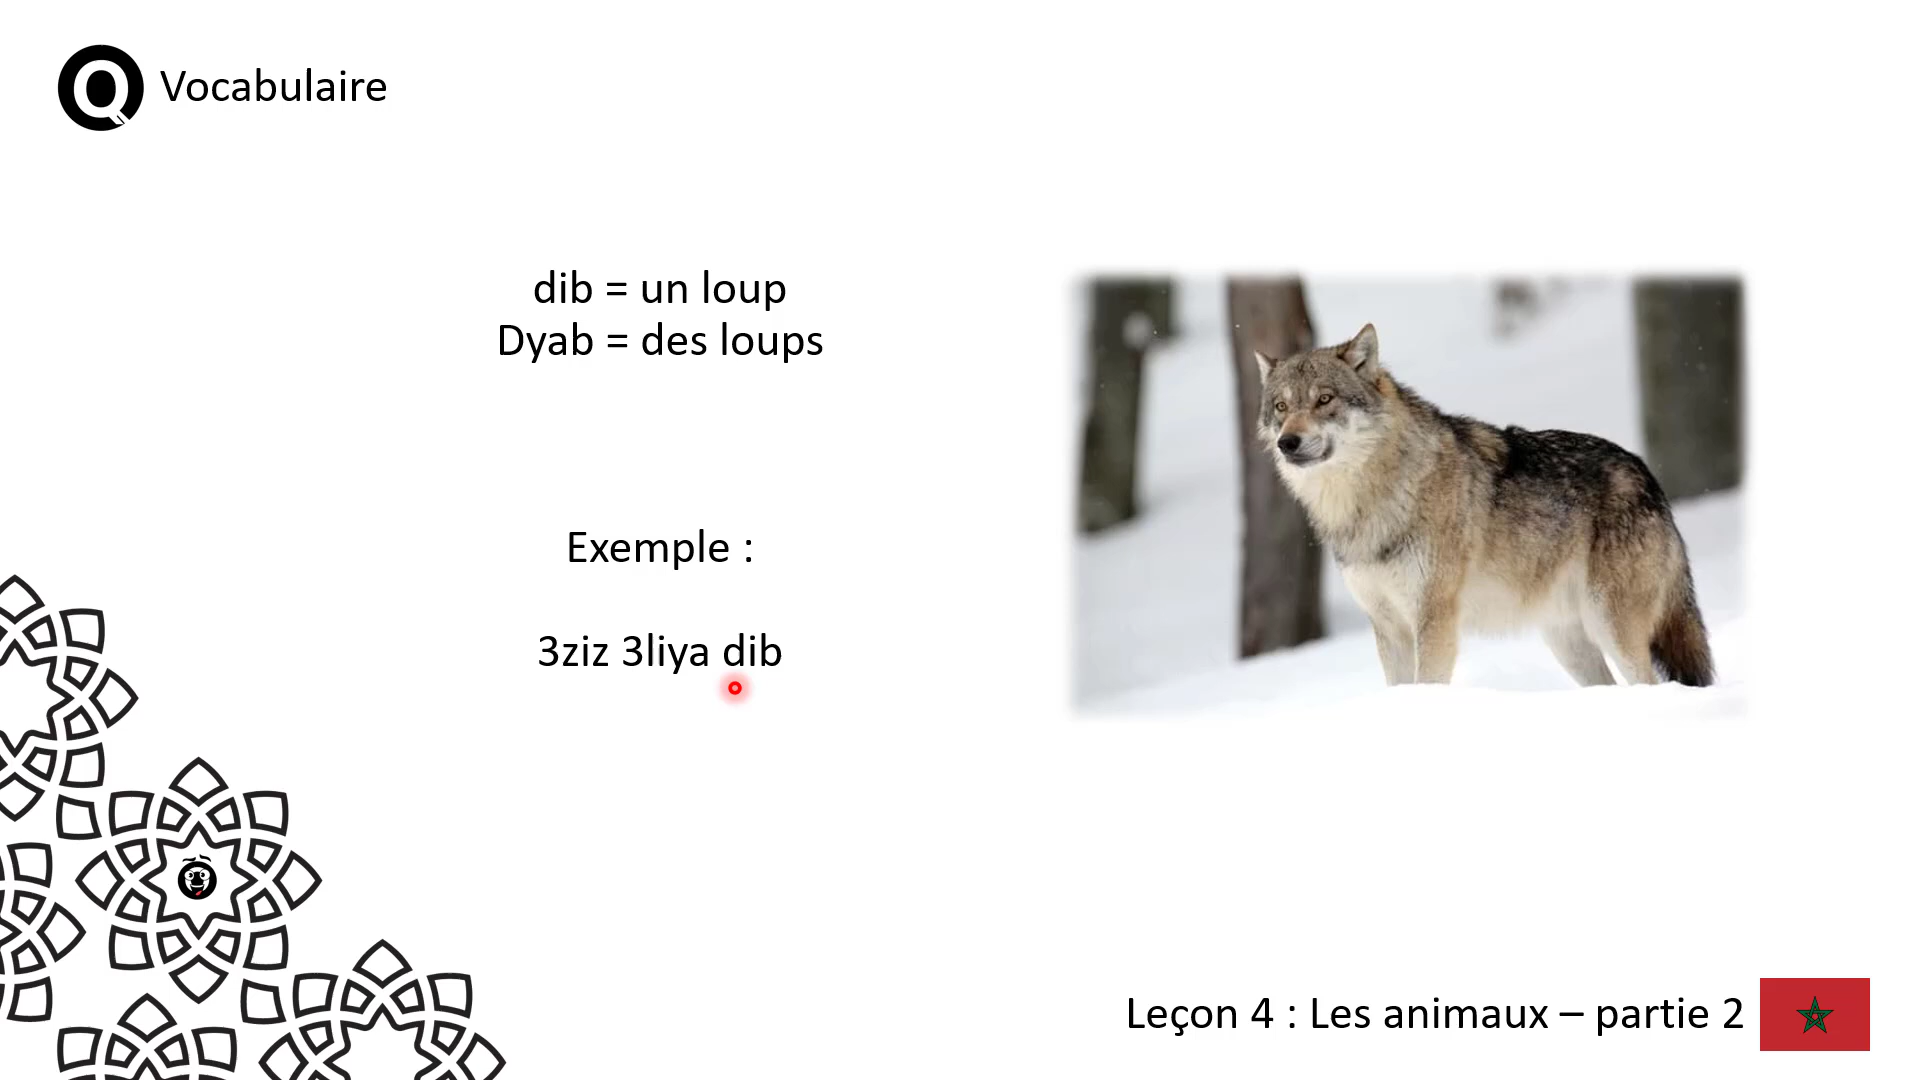 Q Vocabulaire
dib = un loup
Dyab = des loups
Exemple :
3ziz 3liya dib
Leçon 4 : Les animaux – partie 2